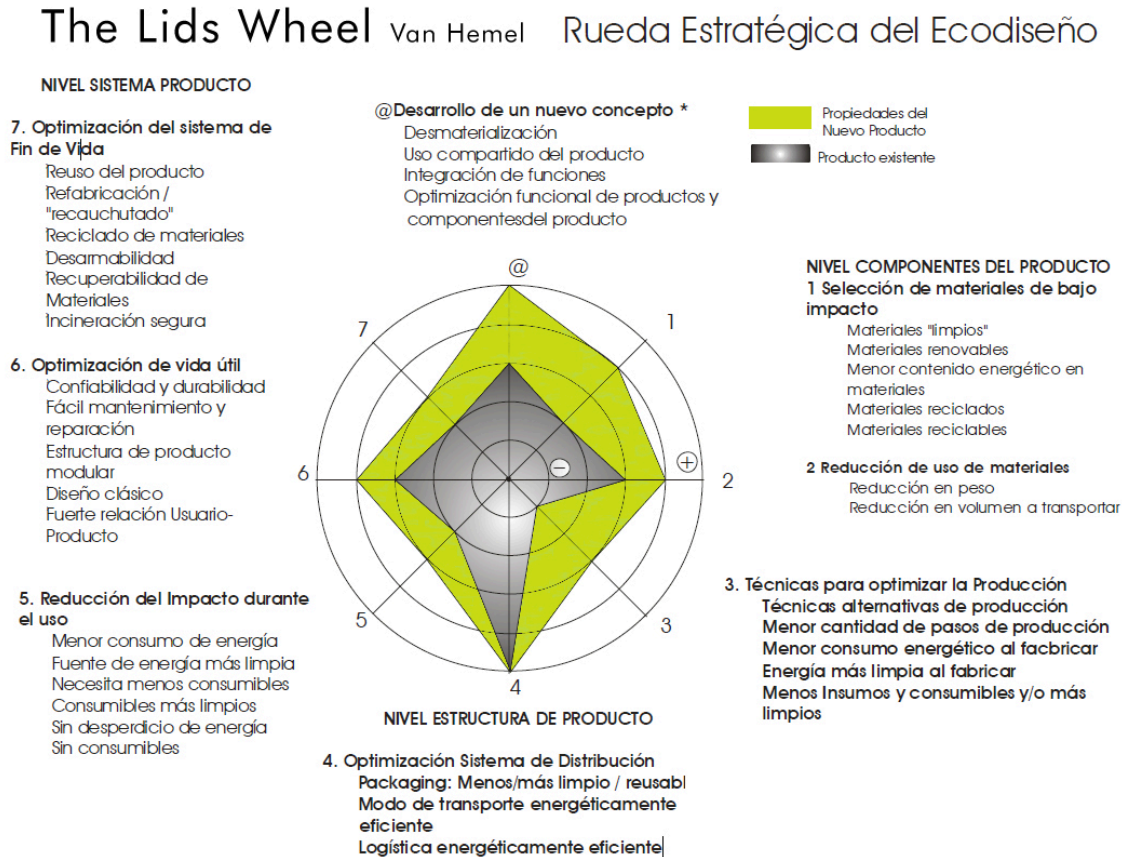 The Lids Wheel Van Hemel Rueda Estratégica del Ecodiseño
NIVEL SISTEMA PRODUCTO
7. Optimización del sistema de
Fin de Vida
Reuso del producto
Refabricación /
"recauchutado"
Reciclado de materiales
Desarmabilidad
Recuperabilidad de
Materiales
Incineración segura
6. Optimización de vida útil
Confiabilidad y durabilidad
Fácil mantenimiento y
reparación
Estructura de producto
modular
Diseño clásico
Fuerte relación Usuario-
Producto
5. Reducción del Impacto durante
el uso
Menor consumo de energía
Fuente de energía más limpia
Necesita menos consumibles
Consumibles más limpios
Sin desperdicio de energía
Sin consumibles
@Desarrollo de un nuevo concepto *
Desmaterialización
Uso compartido del producto
Integración de funciones
Optimización funcional de productos y
componentesdel producto
Propiedades del
Nuevo Producto
Producto existente
@
1
2
3
4
5
6
7
−
+
NIVEL COMPONENTES DEL PRODUCTO
1 Selección de materiales de bajo
impacto
Materiales "limpios"
Materiales renovables
Menor contenido energético en
materiales
Materiales reciclados
Materiales reciclables
2 Reducción de uso de materiales
Reducción en peso
Reducción en volumen a transportar
3. Técnicas para optimizar la Producción
Técnicas alternativas de producción
Menor cantidad de pasos de producción
Menor consumo energético al facbricar
Energía más limpia al fabricar
Menos Insumos y consumibles y/o más
limpios
NIVEL ESTRUCTURA DE PRODUCTO
4. Optimización Sistema de Distribución
Packaging: Menos/más limpio / reusabl
Modo de transporte energéticamente
eficiente
Logística energéticamente eficiente